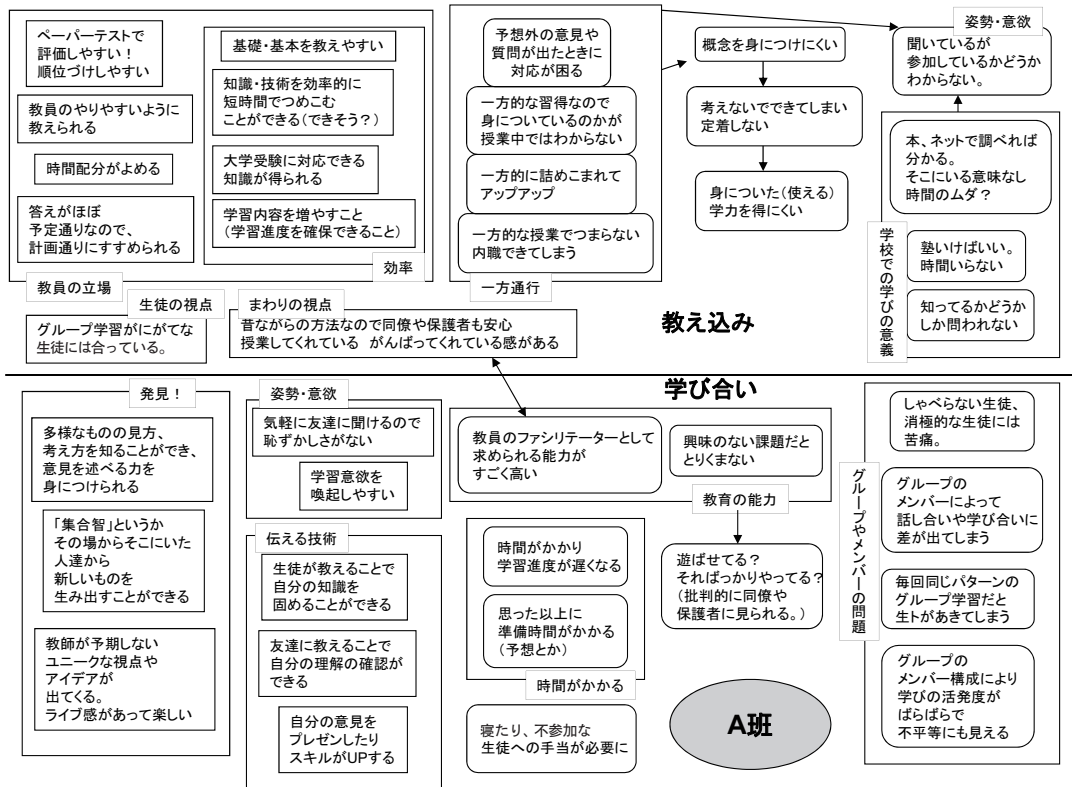 ペーパーテストで
評価しやすい！
順位づけしやすい
教員のやりやすいように
教えられる
時間配分がよめる
答えがほぼ
予定通りなので、
計画通りにすすめられる
教員の立場
基礎・基本を教えやすい
知識・技術を効率的に
短時間でつめこむ
ことができる（できそう？）
大学受験に対応できる
知識が得られる
学習内容を増やすこと
（学習進度を確保できること）
効率
生徒の視点
グループ学習がにがてな
生徒には合っている。
まわりの視点
昔ながらの方法なので同僚や保護者も安心
授業してくれている　がんばってくれている感がある
予想外の意見や
質問が出たときに
対応が困る
一方的な習得なので
身についているのかが
授業中ではわからない
一方的に詰めこまれて
アップアップ
一方的な授業でつまらない
内職できてしまう
一方通行
概念を身につけにくい
考えないでできてしまい
定着しない
身についた（使える）
学力を得にくい
教え込み
姿勢・意欲
聞いているが
参加しているかどうか
わからない。
本、ネットで調べれば
分かる。
そこにいる意味なし
時間のムダ？
塾いけばいい。
時間いらない
知ってるかどうか
しか問われない
学校での学びの意義
学び合い
発見！
多様なものの見方、
考え方を知ることができ、
意見を述べる力を
身につけられる
「集合智」というか
その場からそこにいた
人達から
新しいものを
生み出すことができる
教師が予期しない
ユニークな視点や
アイデアが
出てくる。
ライブ感があって楽しい
姿勢・意欲
気軽に友達に聞けるので
恥ずかしさがない
学習意欲を
喚起しやすい
伝える技術
生徒が教えることで
自分の知識を
固めることができる
友達に教えることで
自分の理解の確認が
できる
自分の意見を
プレゼンしたり
スキルがUPする
教員のファシリテーターとして
求められる能力が
すごく高い
興味のない課題だと
とりくまない
教育の能力
時間がかかり
学習進度が遅くなる
思った以上に
準備時間がかかる
（予想とか）
時間がかかる
寝たり、不参加な
生徒への手当が必要に
遊ばせてる？
そればっかりやってる？
（批判的に同僚や
保護者に見られる。）
A班
しゃべらない生徒、
消極的な生徒には
苦痛。
グループの
メンバーによって
話し合いや学び合いに
差が出てしまう
毎回同じパターンの
グループ学習だと
生トがあきてしまう
グループの
メンバー構成により
学びの活発度が
ばらばらで
不平等にも見える
グループやメンバーの問題